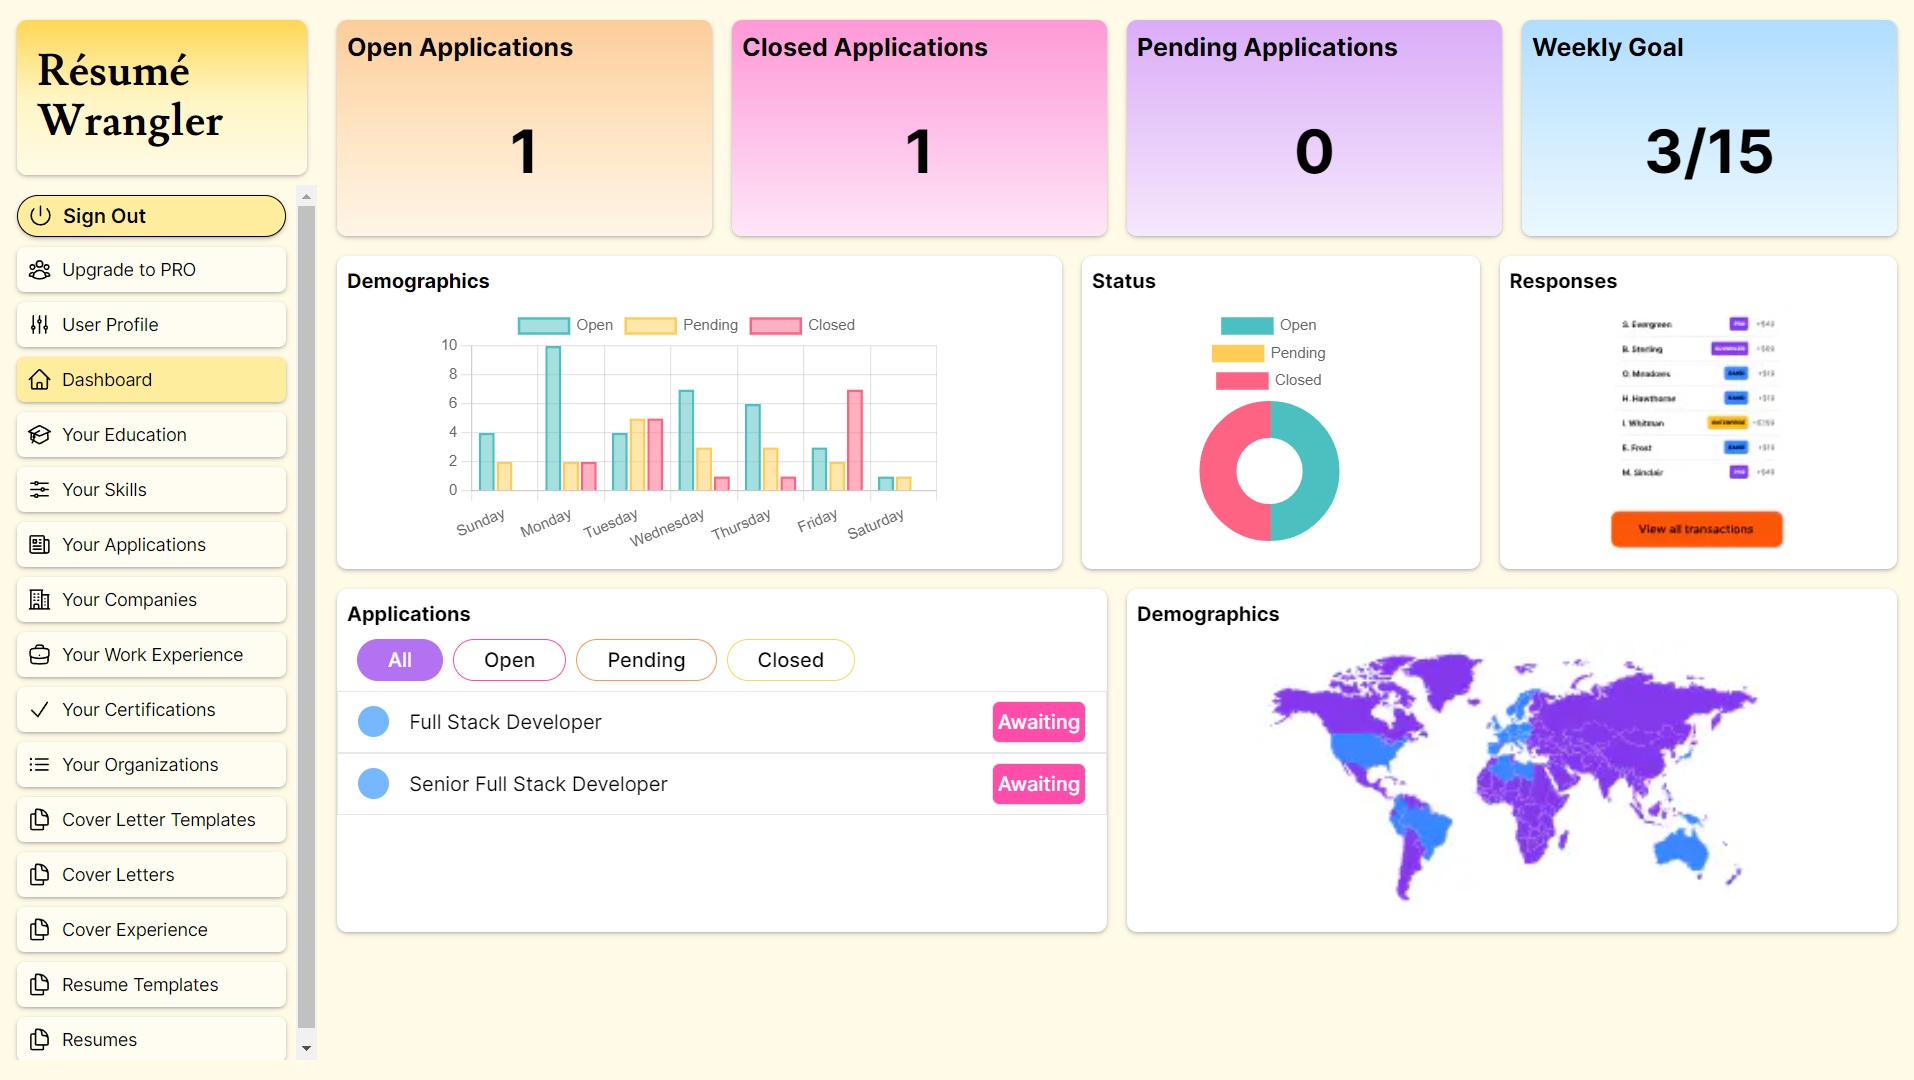 Résumé
Wrangler
Sign Out
Upgrade to PRO
User Profile
Dashboard
Your Education
Your Skills
Your Applications
Your Companies
Your Work Experience
Your Certifications
Your Organizations
Cover Letter Templates
Cover Letters
Cover Experience
Resume Templates
Resumes
Open Applications
1
Closed Applications
1
Pending Applications
0
Weekly Goal
3/15
Demographics
Open Pending Closed
10
8
6
4
2
0
Sunday Monday Tuesday Wednesday Thursday Friday Saturday
Status
Open
Pending
Closed
Responses
S. Evergreen
B. Sterling
O. Meadows
H. Hawthorne
I. Whitman
E. Frost
M. Sinclair
View all transactions
Applications
All Open Pending Closed
Full Stack Developer Awaiting
Senior Full Stack Developer Awaiting
Demographics